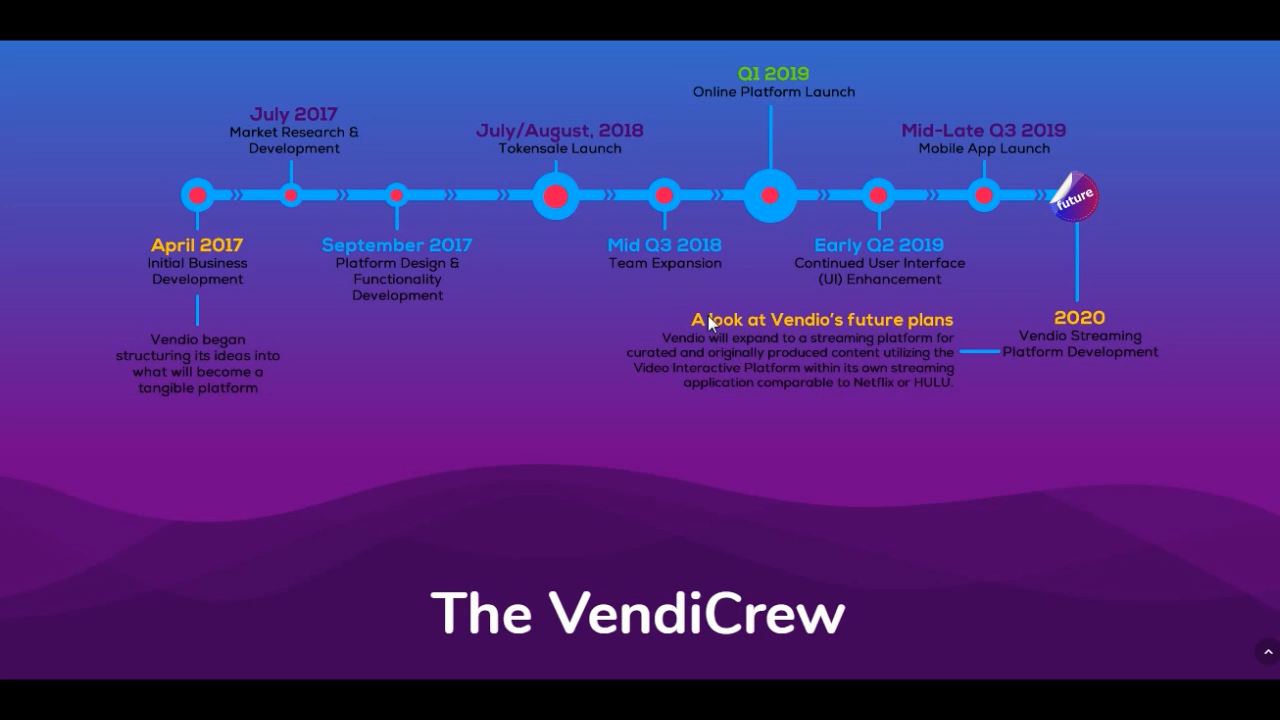 Q1 2019
Online Platform Launch
July 2017
Market Research &
Development
July/August, 2018
Tokensale Launch
Mid-Late Q3 2019
Mobile App Launch
future
April 2017
Initial Business
Development
September 2017
Platform Design &
Functionality
Development
Mid Q3 2018
Team Expansion
Early Q2 2019
Continued User Interface
(UI) Enhancement
2020
Vendio Streaming
Platform Development
A look at Vendio's future plans
Vendio will expand to a streaming platform for
curated and originally produced content utilizing the
Video Interactive Platform within its own streaming
application comparable to Netflix or HULU.
Vendio began
structuring its ideas into
what will become a
tangible platform
The VendiCrew